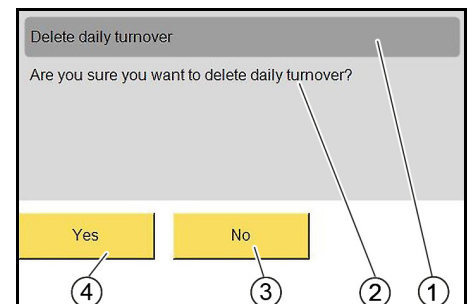 Delete daily turnover
Are you sure you want to delete daily turnover?
Yes
No
4
3
2
1